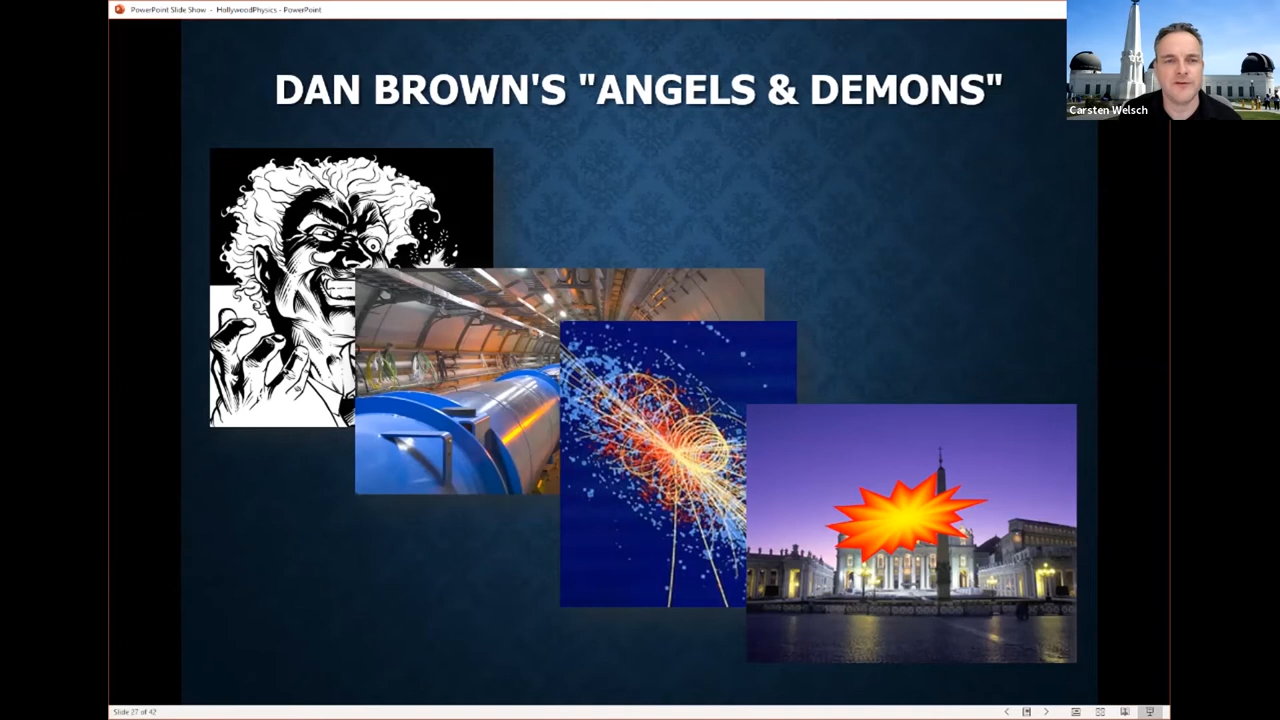 PowerPoint Slide Show - HollywoodPhysics - PowerPoint
DAN BROWN'S "ANGELS & DEMONS"
Carsten Welsch
Slide 27 of 42